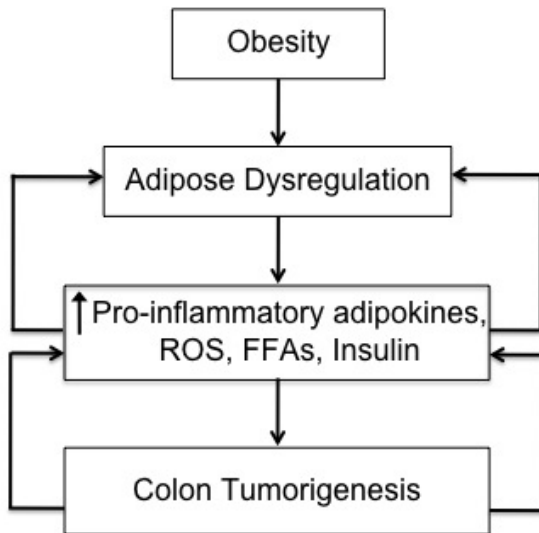 Obesity
Adipose Dysregulation
↑ Pro-inflammatory adipokines,
ROS, FFAs, Insulin
Colon Tumorigenesis